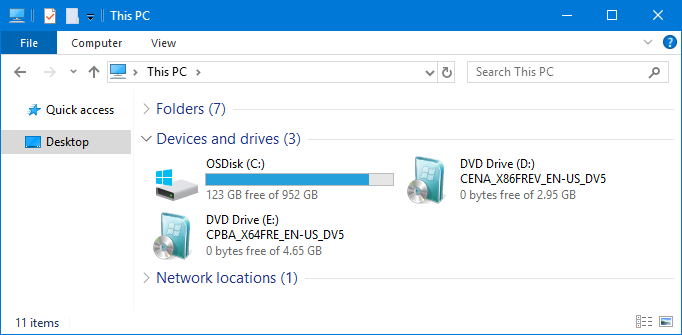 This PC
File
Computer
View
This PC
Search This PC
Quick access
Desktop
Folders (7)
Devices and drives (3)
OSDisk (C:)
123 GB free of 952 GB
DVD Drive (D:)
CENA_X86FREV_EN-US_DV5
0 bytes free of 2.95 GB
DVD Drive (E:)
CPBA_X64FRE_EN-US_DV5
0 bytes free of 4.65 GB
Network locations (1)
11 items